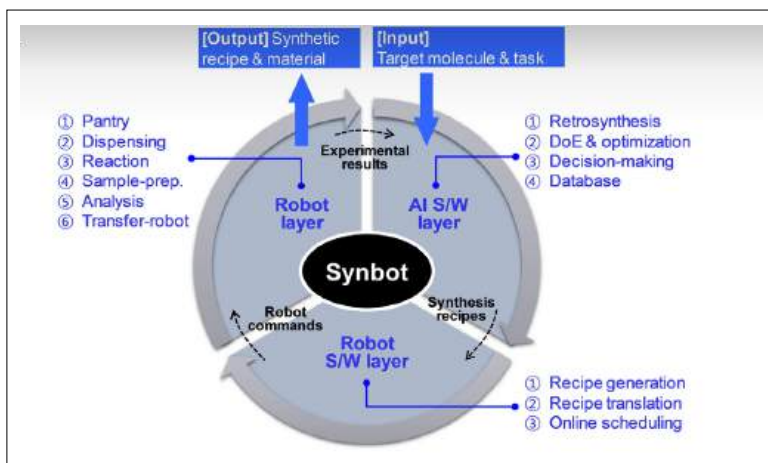 [Output] Synthetic
recipe & material
[Input]
Target molecule & task
① Pantry
② Dispensing
③ Reaction
④ Sample-prep.
⑤ Analysis
⑥ Transfer-robot
Experimental
results
① Retrosynthesis
② DoE & optimization
③ Decision-making
④ Database
Robot
layer
AI S/W
layer
Synbot
Robot
commands
Synthesis
recipes
Robot
S/W layer
① Recipe generation
② Recipe translation
③ Online scheduling